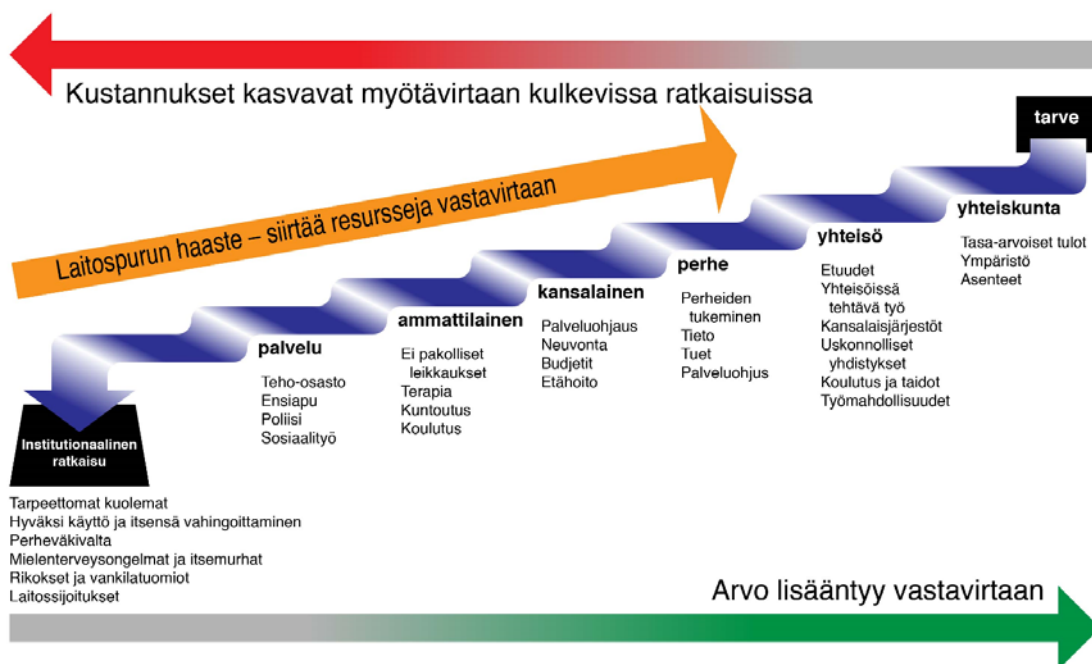 Kustannukset kasvavat myötävirtaan kulkevissa ratkaisuissa
tarve
Laitospurun haaste – siirtää resursseja vastavirtaan
yhteiskunta
Tasa-arvoiset tulot
Ympäristö
Asenteet
yhteisö
Etuudet
Yhteisöissä
tehtävä työ
Kansalaisjärjestöt
Uskonnolliset
yhdistykset
Koulutus ja taidot
Työmahdollisuudet
perhe
Perheiden
tukeminen
Tieto
Tuet
Palveluohjus
kansalainen
Palveluohjaus
Neuvonta
Budjetit
Etähoito
ammattilainen
Ei pakolliset
leikkaukset
Terapia
Kuntoutus
Koulutus
palvelu
Teho-osasto
Ensiapu
Poliisi
Sosiaalityö
Institutionaalinen
ratkaisu
Tarpeettomat kuolemat
Hyväksi käyttö ja itsensä vahingoittaminen
Perheväkivalta
Mielenterveysongelmat ja itsemurhat
Rikokset ja vankilatuomiot
Laitossijoitukset
Arvo lisääntyy vastavirtaan